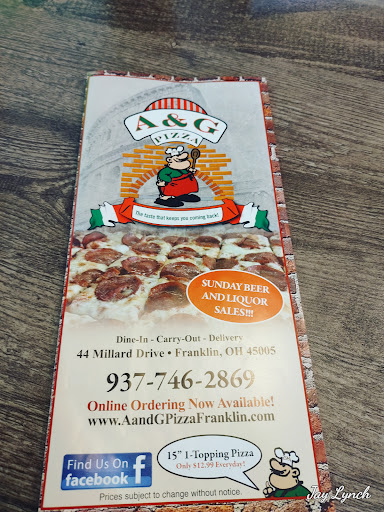 A & G
PIZZA
The taste that keeps you coming back!
SUNDAY BEER
AND LIQUOR
SALES!!!
Dine-In - Carry-Out - Delivery
44 Millard Drive • Franklin, OH 45005
937-746-2869
Online Ordering Now Available!
www.AandGPizzaFranklin.com
Find Us On
facebook
f
15" 1-Topping Pizza
Only $12.99 Everyday!
Prices subject to change without notice.
Jay Lynch